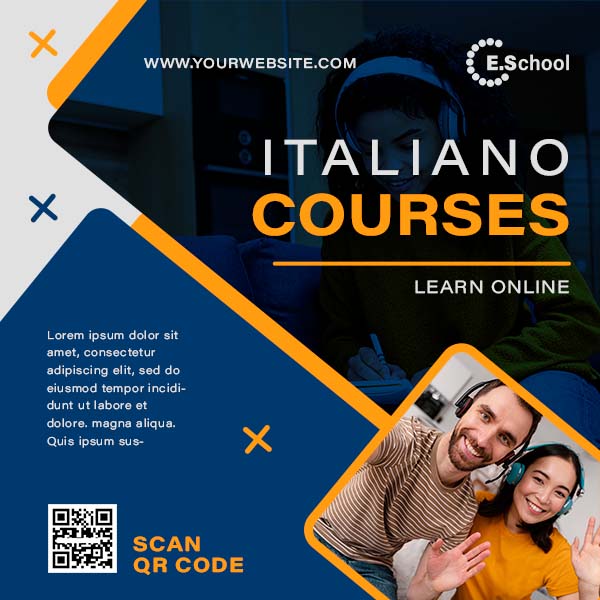 WWW.YOURWEBSITE.COM
E.School
ITALIANO
COURSES
LEARN ONLINE
Lorem ipsum dolor sit
amet, consectetur
adipiscing elit, sed do
eiusmod tempor incidi-
dunt ut labore et
dolore. magna aliqua.
Quis ipsum sus-
SCAN
QR CODE